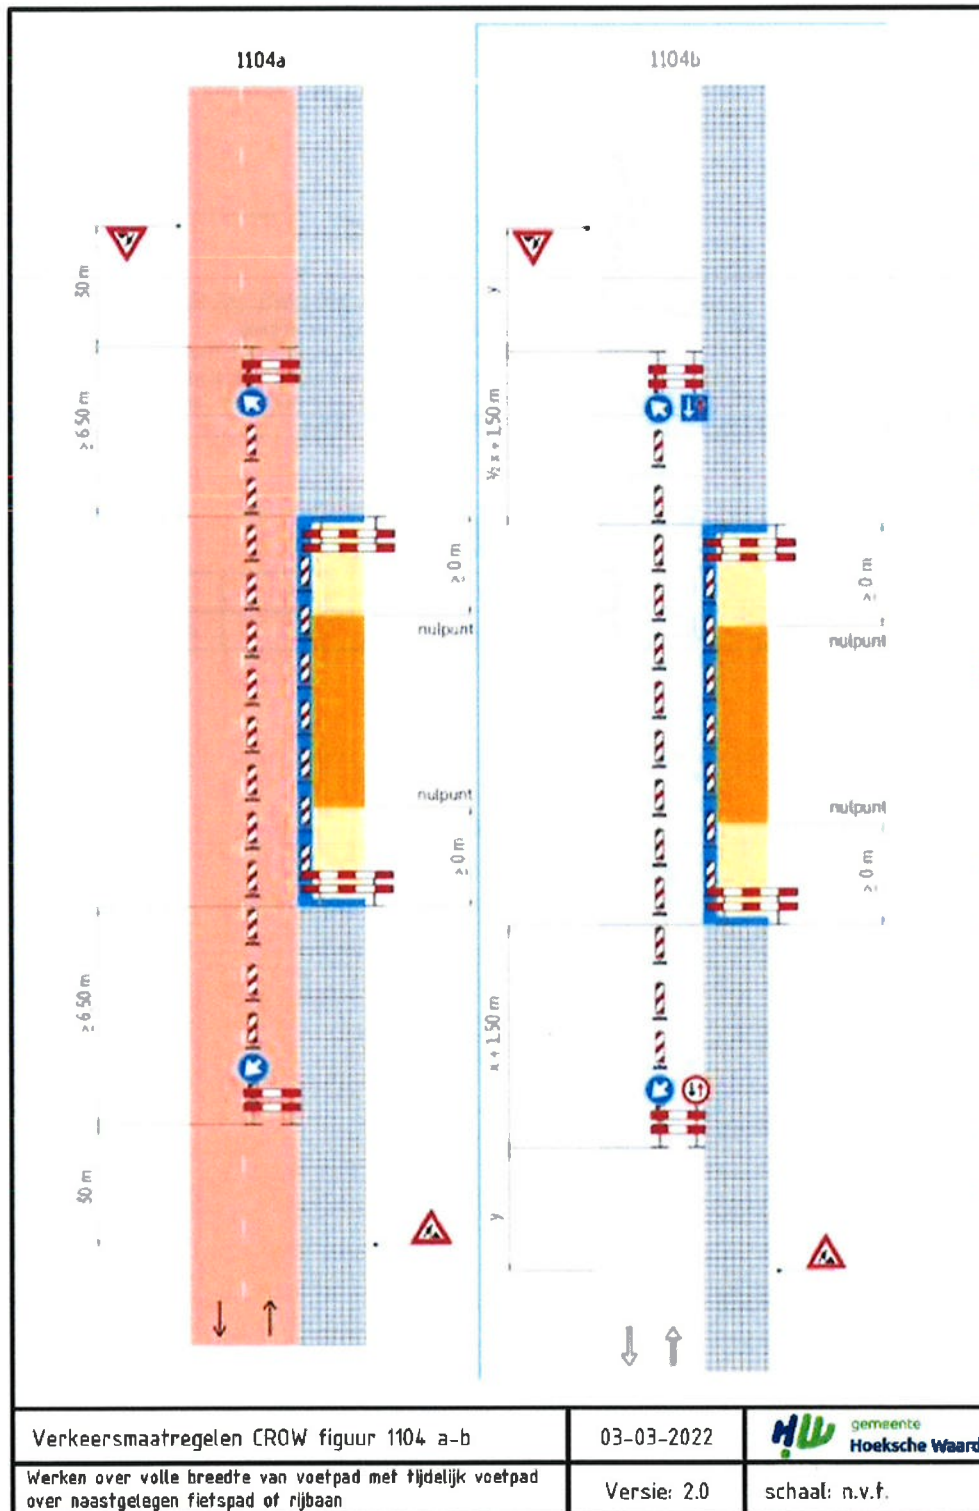 1104a
1104b
30 m
≥ 6.50 m
≥ 0 m
nulpunt
nulpunt
≥ 0 m
≥ 6.50 m
30 m
y
½ x + 1.50 m
≥ 0 m
nulpunt
nulpunt
≥ 0 m
x + 1.50 m
y
Verkeersmaatregelen CROW figuur 1104 a-b
03-03-2022
gemeente
Hoeksche Waard
Werken over volle breedte van voetpad met tijdelijk voetpad
over naastgelegen fietspad of rijbaan
Versie: 2.0
schaal: n.v.t.